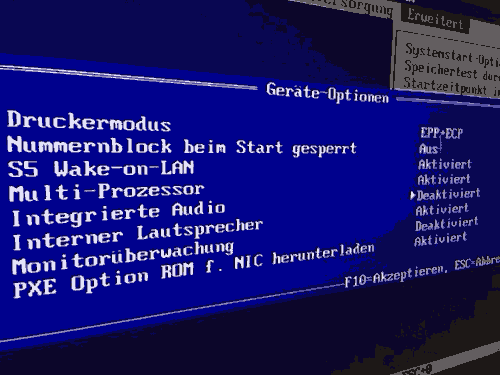 ersorgung
Erweitert
Systemstart-Opti
Speichertest dur
Startzeitpunkt i
Geräte-Optionen
Druckermodus EPP+ECP
Nummernblock beim Start gesperrt Aus
S5 Wake-on-LAN Aktiviert
Multi-Prozessor Aktiviert
Integrierte Audio Deaktiviert
Interner Lautsprecher Aktiviert
Monitorüberwachung Deaktiviert
PXE Option ROM f. NIC herunterladen Aktiviert
F10=Akzeptieren, ESC=Abbre